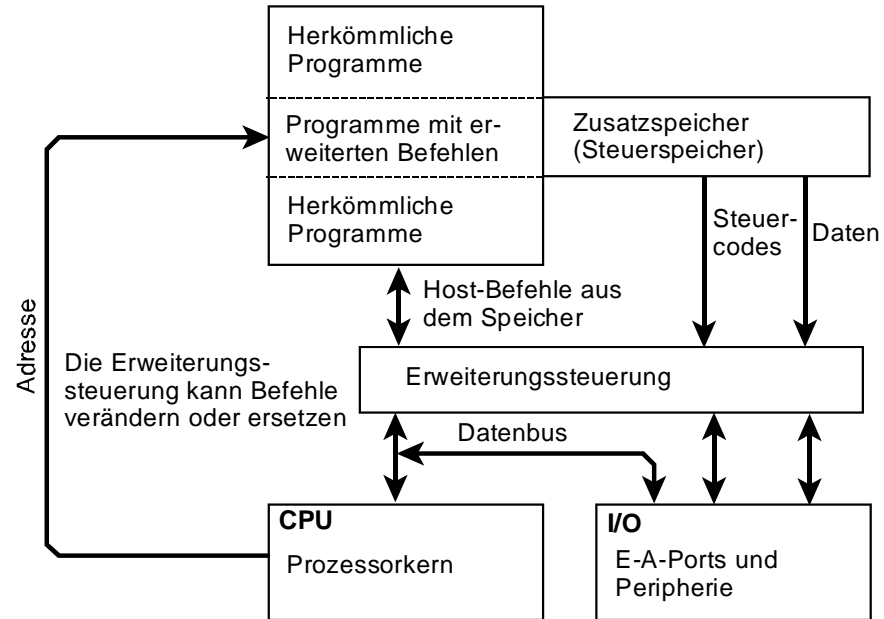 Herkömmliche
Programme
Programme mit er-
weiterten Befehlen
Zusatzspeicher
(Steuerspeicher)
Herkömmliche
Programme
Steuer-
codes
Daten
Host-Befehle aus
dem Speicher
Adresse
Die Erweiterungs-
steuerung kann Befehle
verändern oder ersetzen
Erweiterungssteuerung
Datenbus
CPU
Prozessorkern
I/O
E-A-Ports und
Peripherie